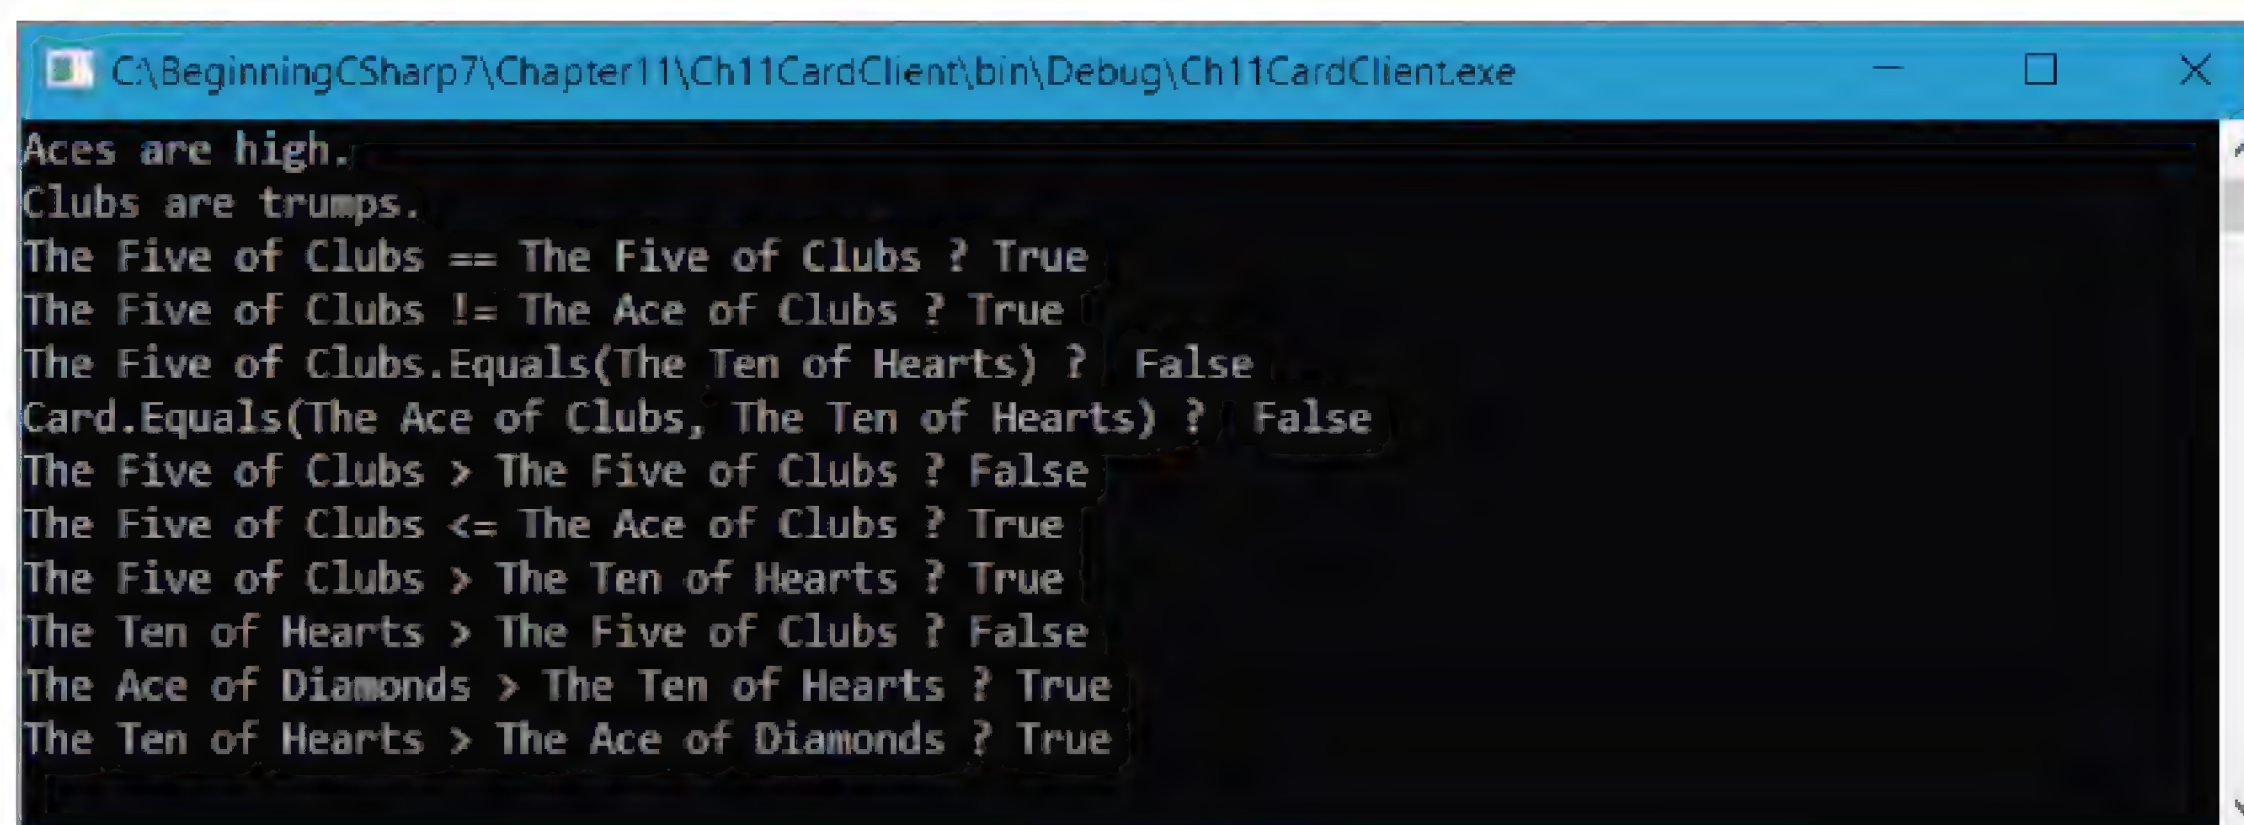 C:\BeginningCSharp7\Chapter11\Ch11CardClient\bin\Debug\Ch11CardClient.exe
Aces are high.
Clubs are trumps.
The Five of Clubs == The Five of Clubs ? True
The Five of Clubs != The Ace of Clubs ? True
The Five of Clubs.Equals(The Ten of Hearts) ?  False
Card.Equals(The Ace of Clubs, The Ten of Hearts) ?  False
The Five of Clubs > The Five of Clubs ? False
The Five of Clubs <= The Ace of Clubs ? True
The Five of Clubs > The Ten of Hearts ? True
The Ten of Hearts > The Five of Clubs ? False
The Ace of Diamonds > The Ten of Hearts ? True
The Ten of Hearts > The Ace of Diamonds ? True